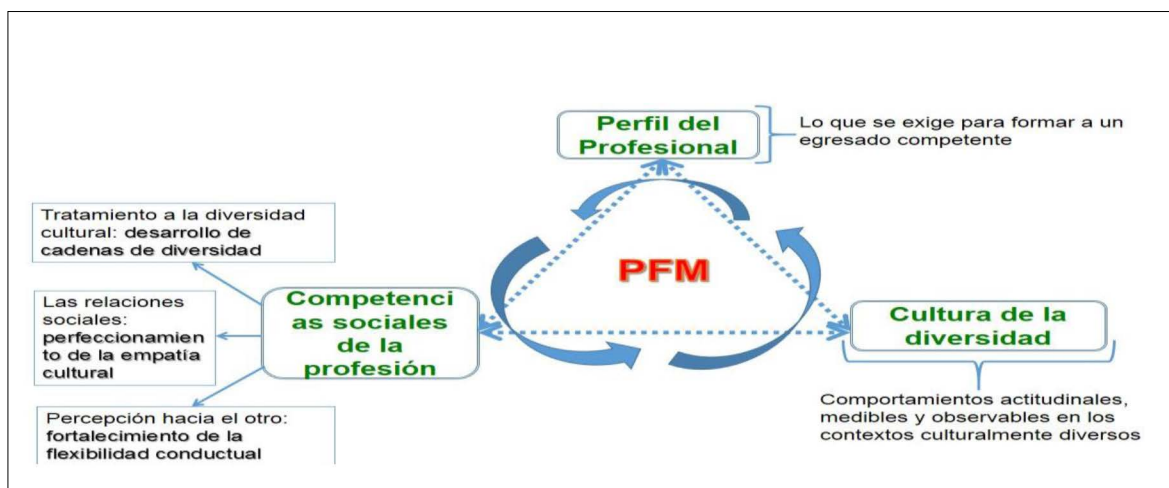 Perfil del
Profesional
Lo que se exige para formar a un
egresado competente
Tratamiento a la diversidad
cultural: desarrollo de
cadenas de diversidad
Las relaciones
sociales:
perfeccionamien
to de la empatía
cultural
Percepción hacia el otro:
fortalecimiento de la
flexibilidad conductual
Competenci
as sociales
de la
profesión
PFM
Cultura de la
diversidad
Comportamientos actitudinales,
medibles y observables en los
contextos culturalmente diversos